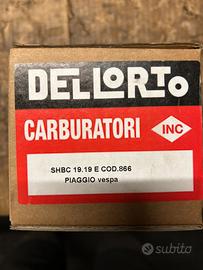 DELLORTO
CARBURATORI
INC
SHBC 19.19 E COD.866
PIAGGIO vespa
subito